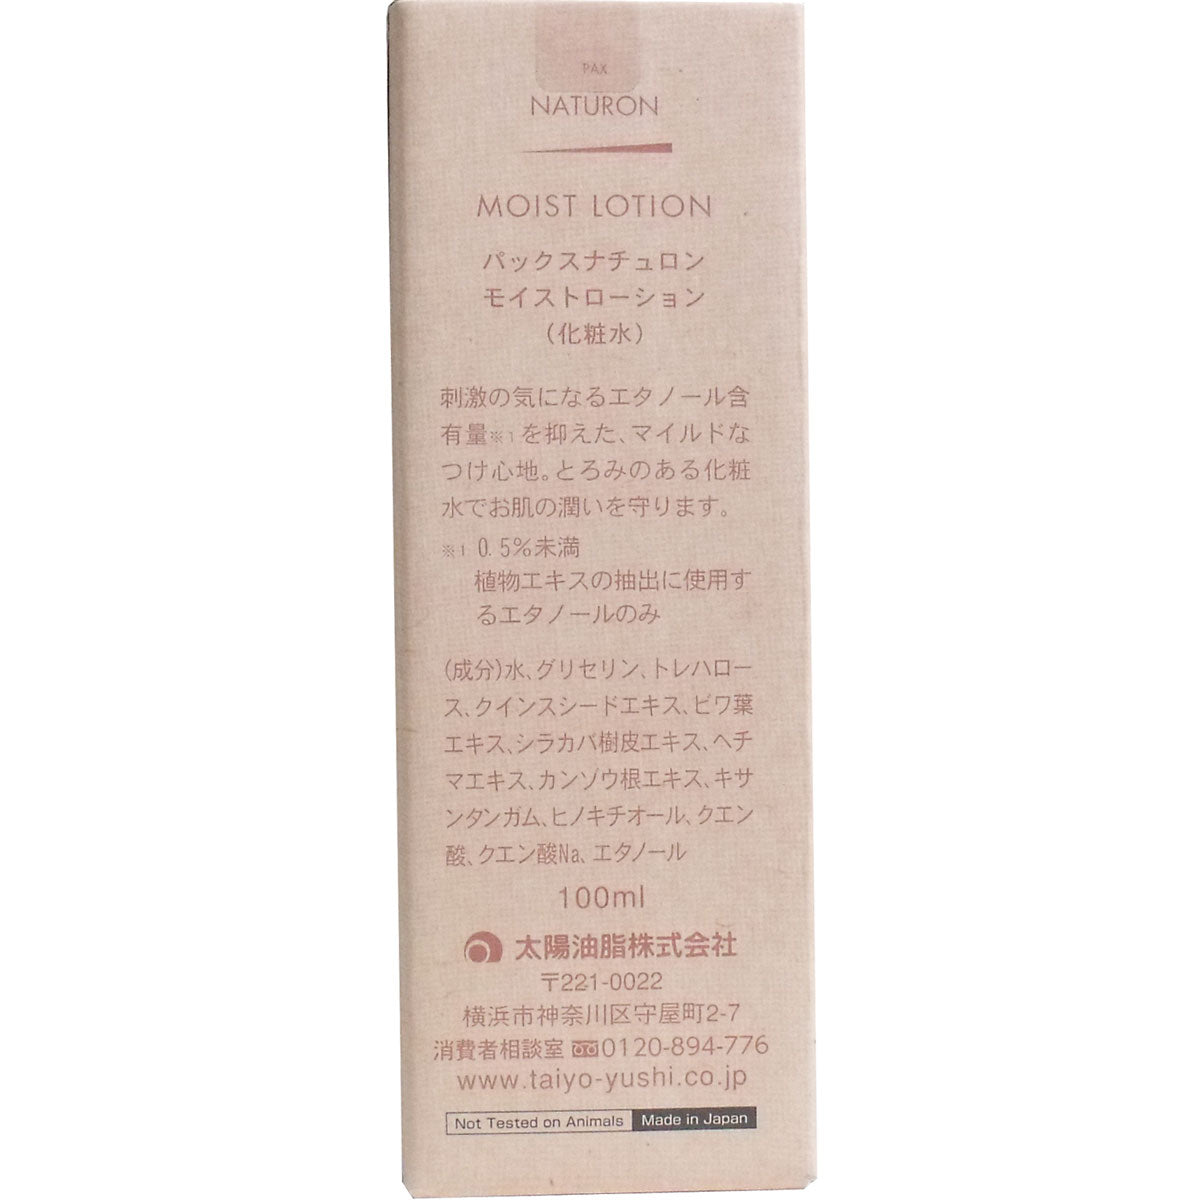 PAX
NATURON
MOIST LOTION
パックスナチュロン
モイストローション
(化粧水)
刺激の気になるエタノール含
有量※1を抑えた、マイルドな
つけ心地。とろみのある化粧
水でお肌の潤いを守ります。
※1 0.5%未満
植物エキスの抽出に使用す
るエタノールのみ
(成分)水、グリセリン、トレハロー
ス、クインスシードエキス、ビワ葉
エキス、シラカバ樹皮エキス、ヘチ
マエキス、カンゾウ根エキス、キサ
ンタンガム、ヒノキチオール、クエン
酸、クエン酸Na、エタノール
100ml
太陽油脂株式会社
〒221-0022
横浜市神奈川区守屋町2-7
消費者相談室 0120-894-776
www.taiyo-yushi.co.jp
Not Tested on Animals Made in Japan